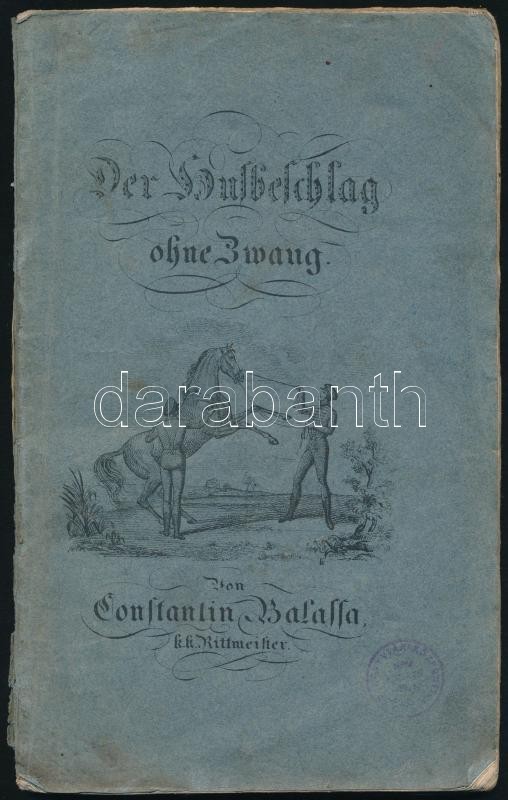 Der Hufbeschlag
ohne Zwang.
darabanth
Von
Constantin Balassa,
k.k. Rittmeister.